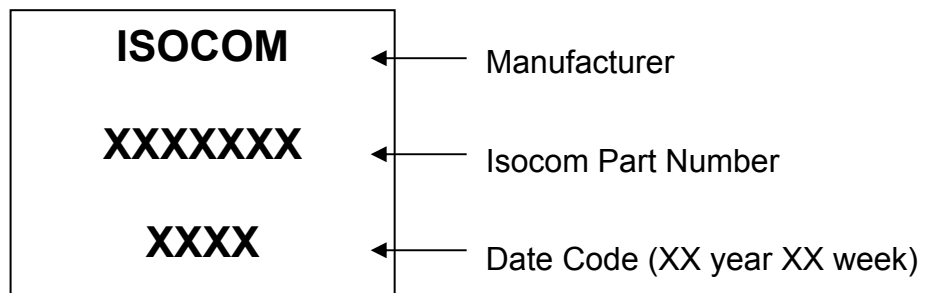 ISOCOM
Manufacturer
XXXXXXX
Isocom Part Number
XXXX
Date Code (XX year XX week)